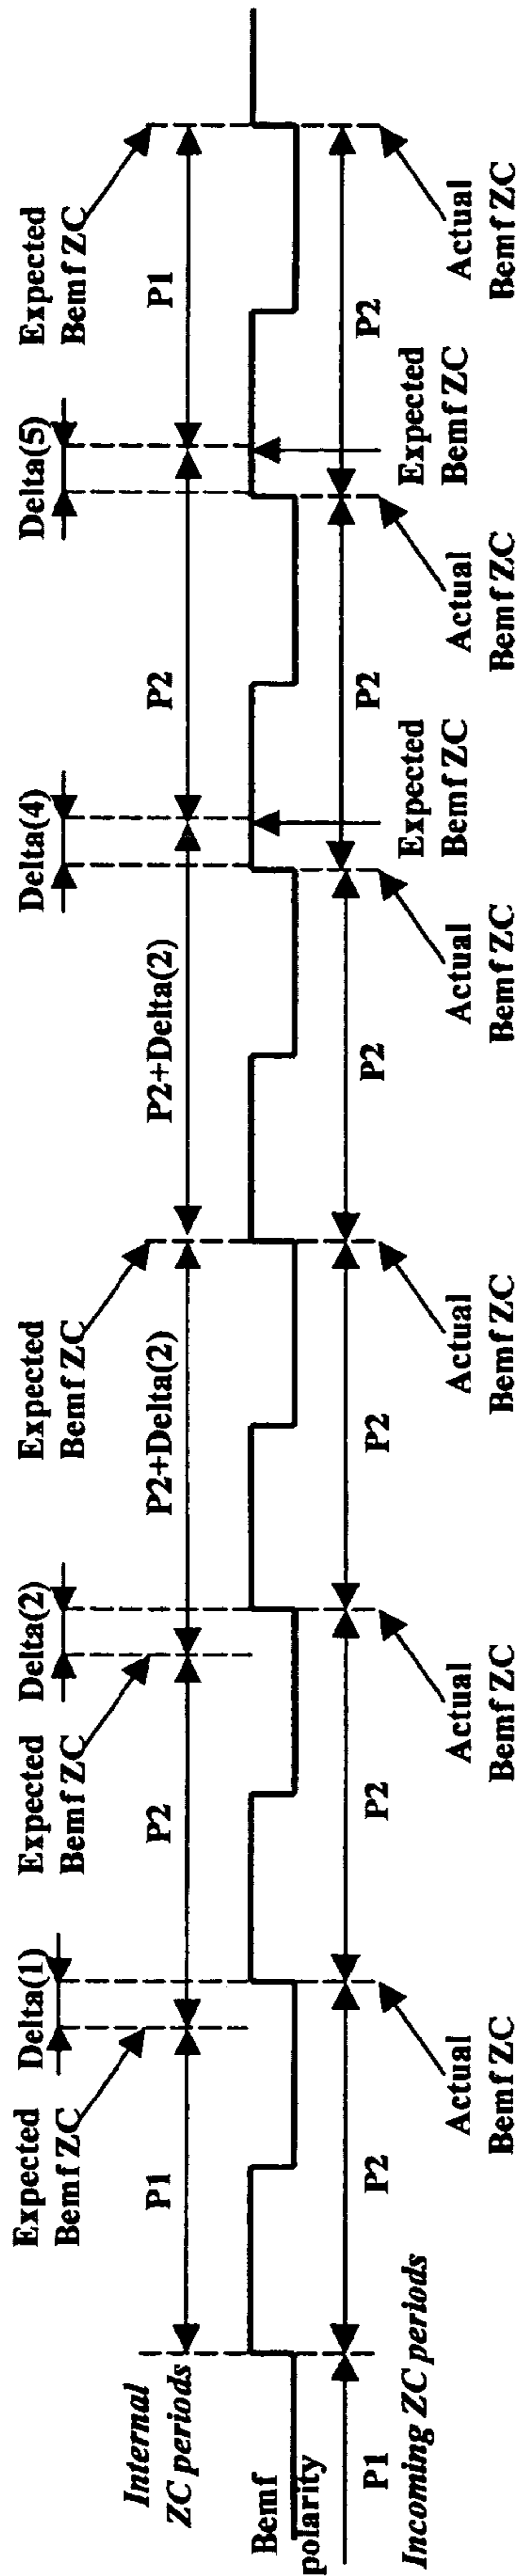 Delta(1)
Delta(2)
Delta(4)
Delta(5)
Expected
Bemf ZC
Expected
Bemf ZC
Expected
Bemf ZC
Expected
Bemf ZC
Internal
ZC periods
P1
P2
P2+Delta(2)
P2+Delta(2)
P2
P1
Bemf
polarity
P1
P2
P2
P2
P2
P2
P2
Incoming ZC periods
Expected
Bemf ZC
Expected
Bemf ZC
Actual
Bemf ZC
Actual
Bemf ZC
Actual
Bemf ZC
Actual
Bemf ZC
Actual
Bemf ZC
Actual
Bemf ZC